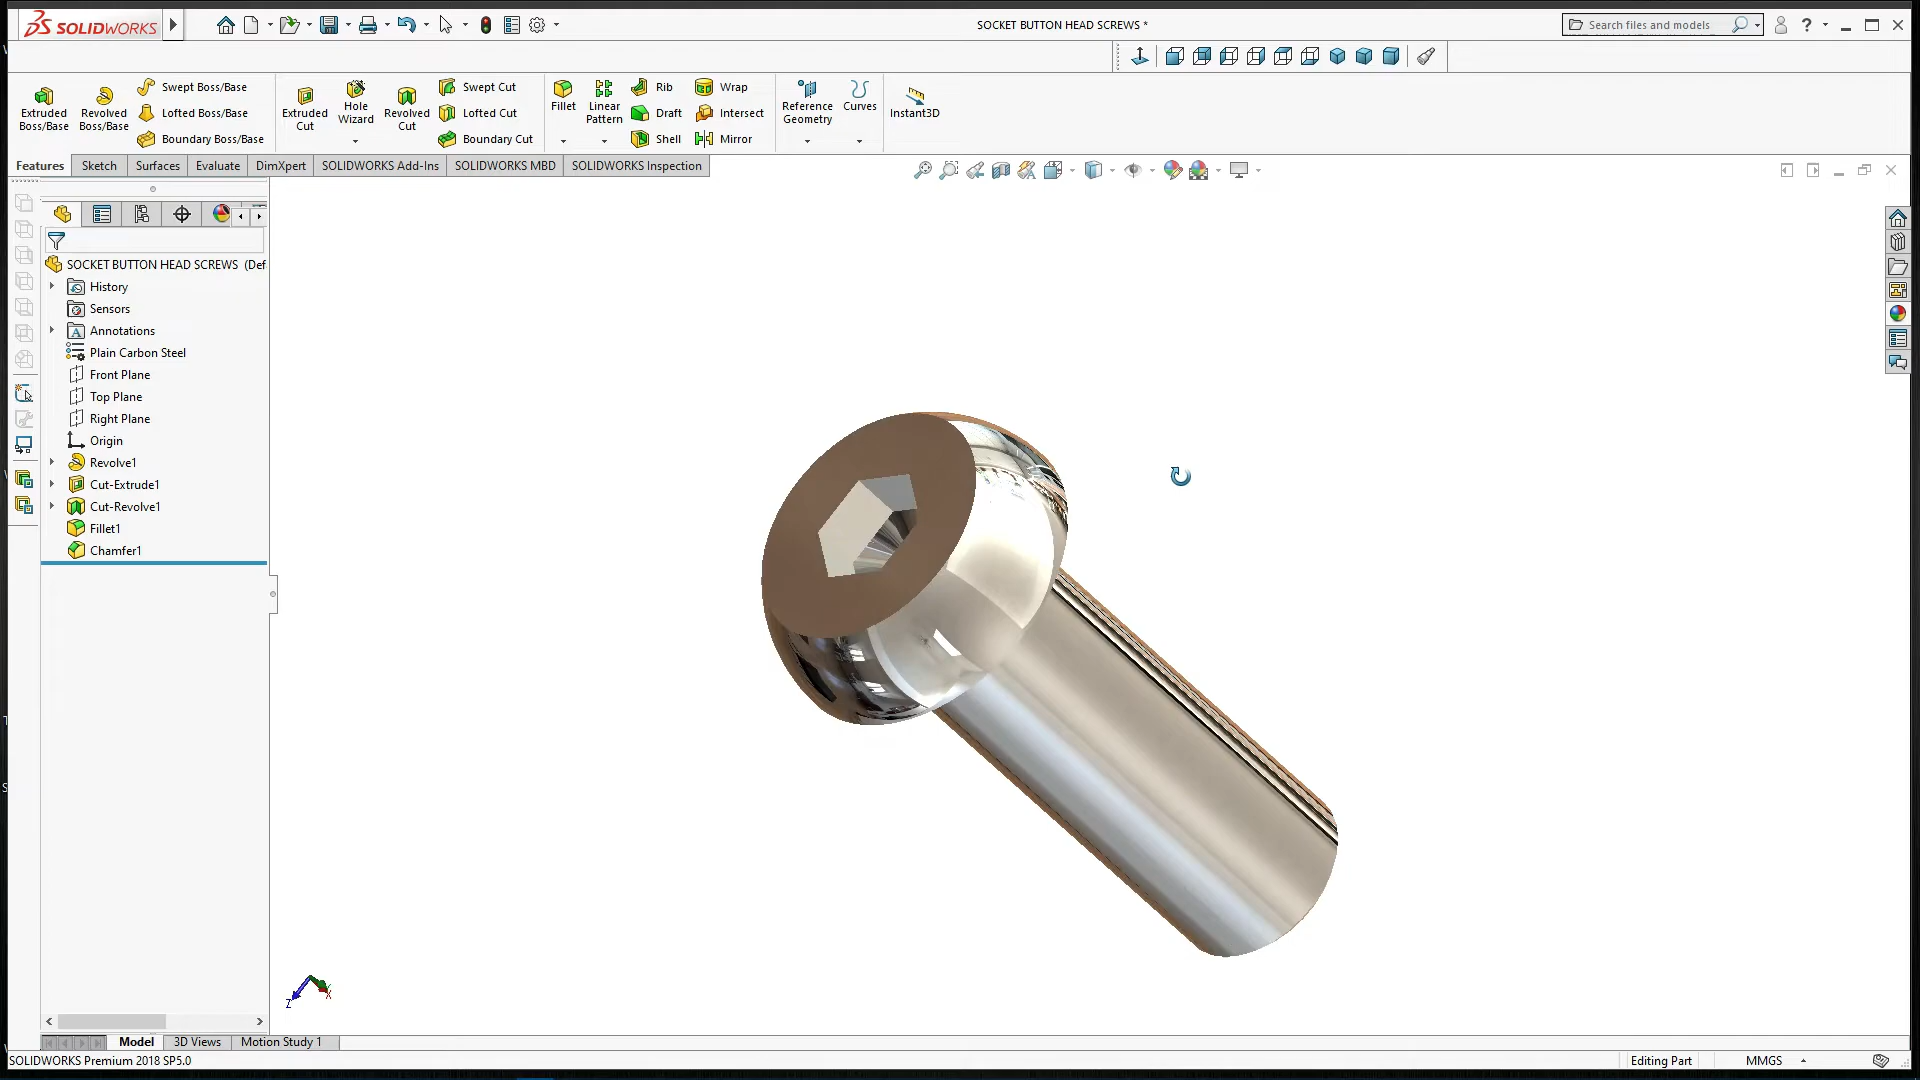 SOLIDWORKS
SOCKET BUTTON HEAD SCREWS *
Search files and models
?
Extruded Boss/Base
Revolved Boss/Base
Swept Boss/Base
Lofted Boss/Base
Boundary Boss/Base
Extruded Cut
Hole Wizard
Revolved Cut
Swept Cut
Lofted Cut
Boundary Cut
Fillet
Linear Pattern
Rib
Draft
Shell
Wrap
Intersect
Mirror
Reference Geometry
Curves
Instant3D
Features
Sketch
Surfaces
Evaluate
DimXpert
SOLIDWORKS Add-Ins
SOLIDWORKS MBD
SOLIDWORKS Inspection
SOCKET BUTTON HEAD SCREWS (Def
History
Sensors
Annotations
Plain Carbon Steel
Front Plane
Top Plane
Right Plane
Origin
Revolve1
Cut-Extrude1
Cut-Revolve1
Fillet1
Chamfer1
Z
X
Model
3D Views
Motion Study 1
SOLIDWORKS Premium 2018 SP5.0
Editing Part
MMGS